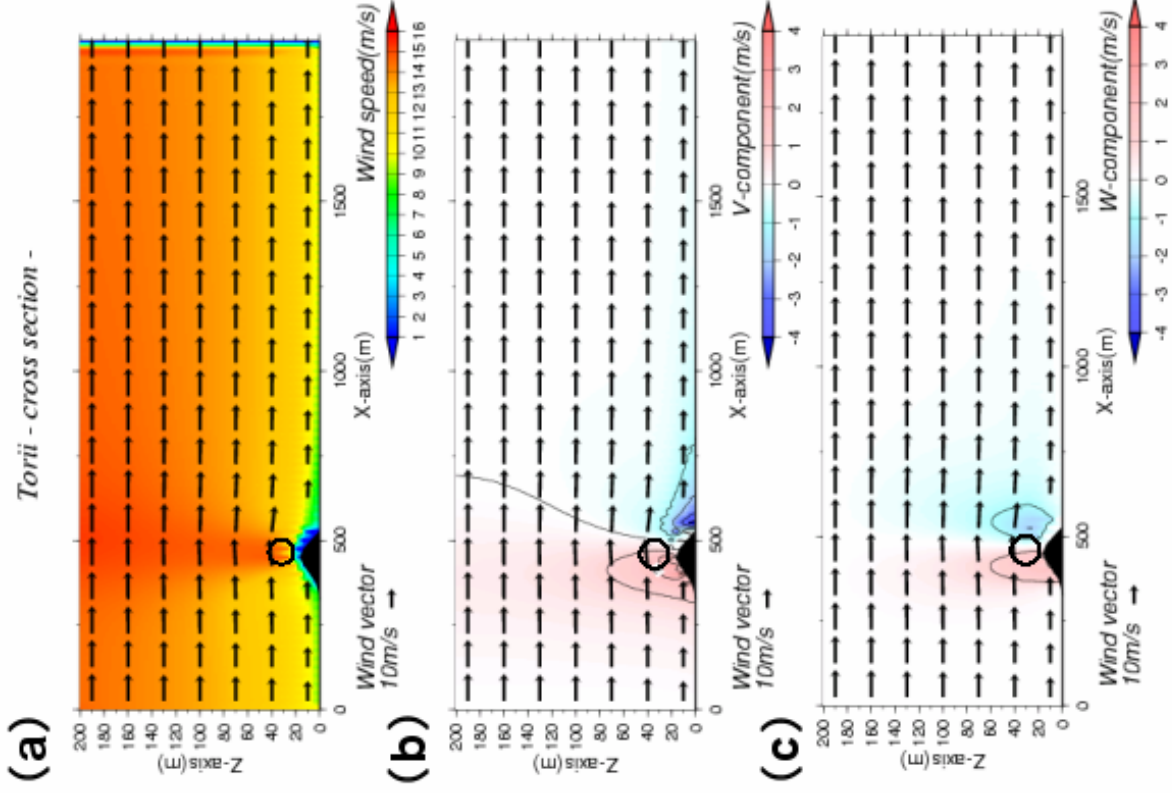 Torii - cross section -
(a)
200
180
160
140
120
100
80
60
40
20
0
Z-axis(m)
0
500
1000
1500
X-axis(m)
Wind vector
10m/s
Wind speed(m/s)
1 2 3 4 5 6 7 8 9 10 11 12 13 14 15 16
(b)
200
180
160
140
120
100
80
60
40
20
0
Z-axis(m)
0
500
1000
1500
X-axis(m)
Wind vector
10m/s
V-component(m/s)
-4 -3 -2 -1 0 1 2 3 4
(c)
200
180
160
140
120
100
80
60
40
20
0
Z-axis(m)
0
500
1000
1500
X-axis(m)
Wind vector
10m/s
W-component(m/s)
-4 -3 -2 -1 0 1 2 3 4